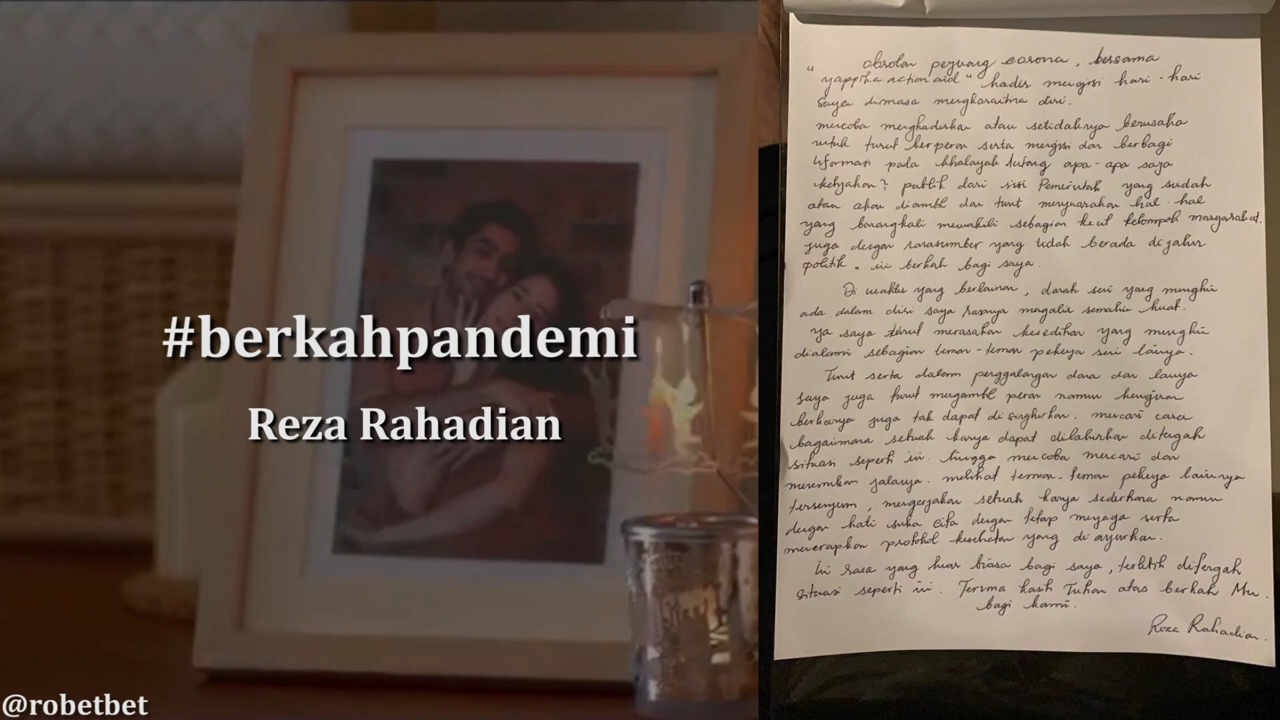 #berkahpandemi
Reza Rahadian
@robetbet
" obrolan pejuang corona, bersama
yappika action aid " hadir mengisi hari - hari
saya dimasa mengkarantina diri.
mencoba menghadirkan atau setidaknya berusaha
untuk turut berperan serta mengisi dan berbagi
informasi pada khalayak tentang apa - apa saja
kebijakan² publik dari sisi Pemerintah yang sudah
atau akan diambil dan turut menyuarakan hal - hal
yang barangkali mewakili sebagian kecil kelompok masyarakat.
juga dengan narasumber yang tidak berada di jalur
politik. ini berkah bagi saya.
Di waktu yang berlainan, darah seni yang mungkin
ada dalam diri saya rasanya mengalir semakin kuat.
ya saya turut merasakan kesedihan yang mungkin
dialami sebagian teman - teman pekerja seni lainya.
Turut serta dalam penggalangan dana dan lainya
saya juga turut mengambil peran namun keinginan
berkarya juga tak dapat di singkirkan. mencari cara
bagaimana sebuah karya dapat dilahirkan ditengah
situasi seperti ini. hingga mencoba mencari dan
menemukan jalanya. melihat teman - teman pekerja lainnya
tersenyum, mengerjakan sebuah karya sederhana namun
dengan hati suka cita dengan tetap menjaga serta
menerapkan protokol kesehatan yang di anjurkan.
Ini rasa yang luar biasa bagi saya, terlebih ditengah
situasi seperti ini. Terima kasih Tuhan atas berkah Mu
bagi kami.
Reza Rahadian.